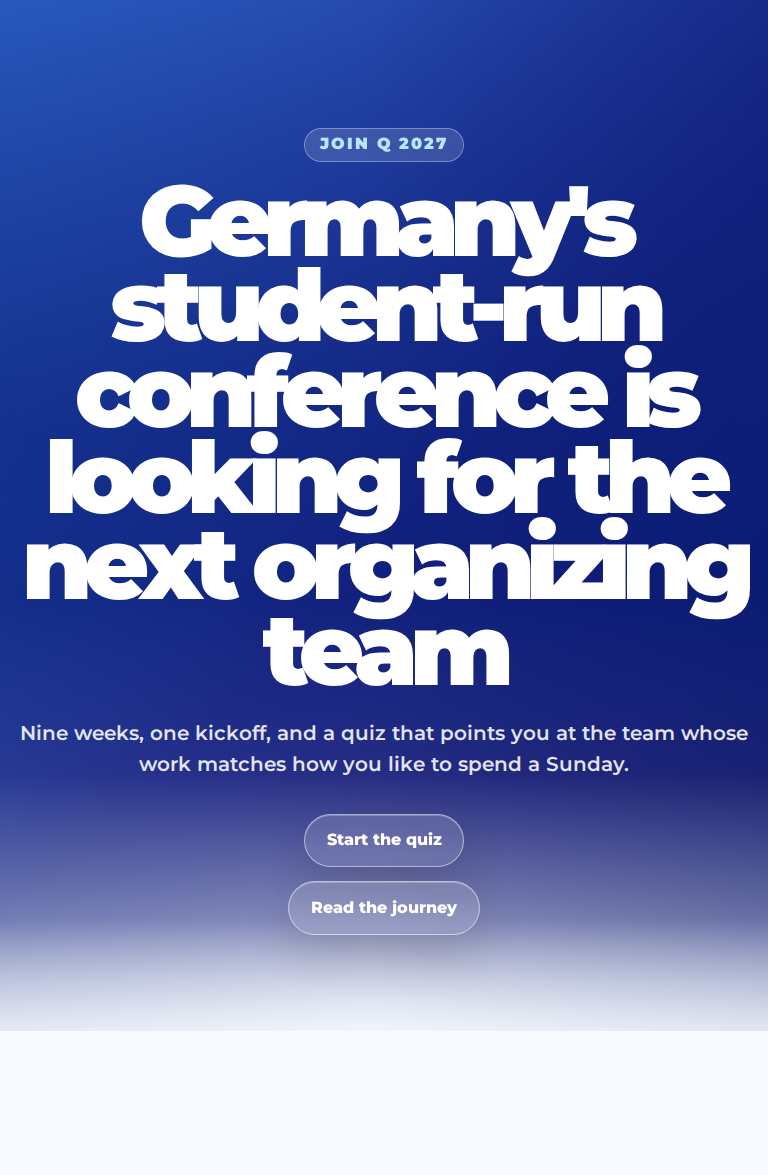 JOIN Q 2027
Germany's
student-run
conference is
looking for the
next organizing
team
Nine weeks, one kickoff, and a quiz that points you at the team whose
work matches how you like to spend a Sunday.
Start the quiz
Read the journey